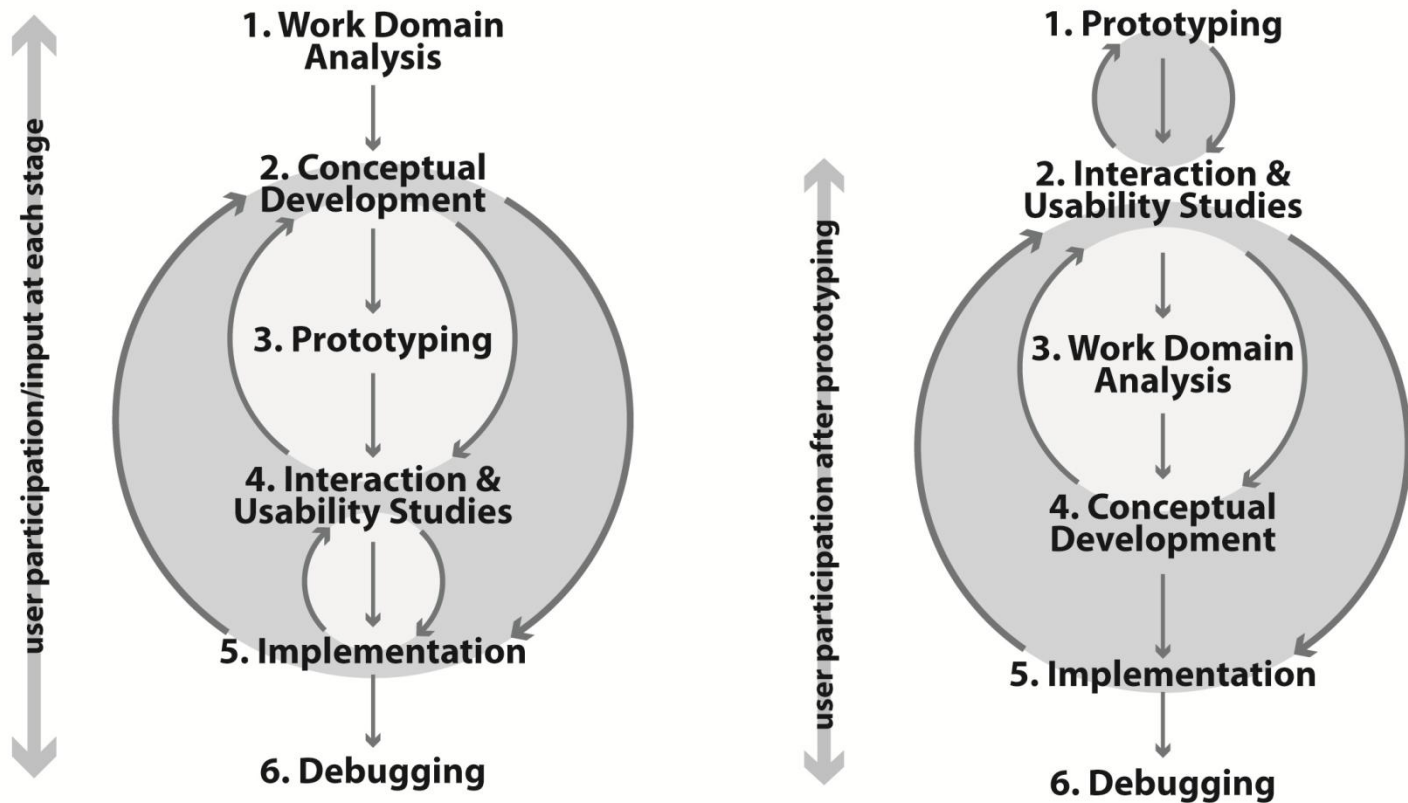 user participation/input at each stage
1. Work Domain
Analysis
2. Conceptual
Development
3. Prototyping
4. Interaction &
Usability Studies
5. Implementation
6. Debugging
user participation after prototyping
1. Prototyping
2. Interaction &
Usability Studies
3. Work Domain
Analysis
4. Conceptual
Development
5. Implementation
6. Debugging